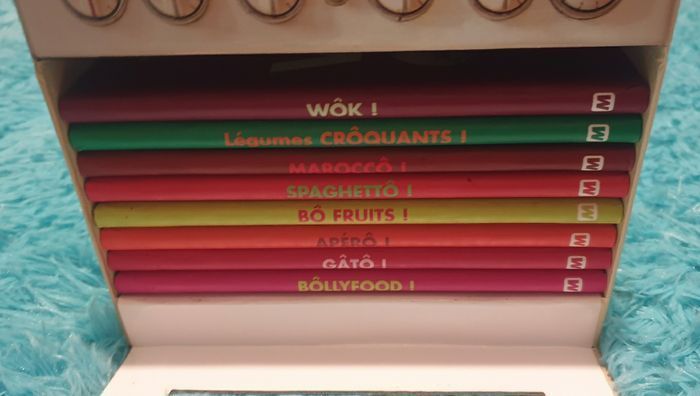 WÔK !
Légumes CRÔQUANTS !
MAROCCÔ !
SPAGHETTÔ !
BÔ FRUITS !
APÉRÔ !
GÂTÔ !
BÔLLYFOOD !